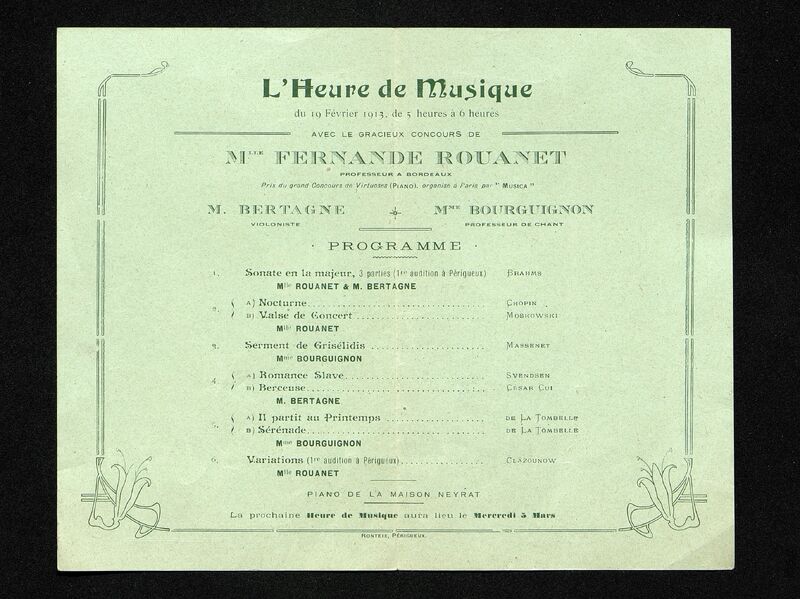 L'Heure de Musique
du 19 Février 1913, de 5 heures à 6 heures
AVEC LE GRACIEUX CONCOURS DE
MLLE FERNANDE ROUANET
PROFESSEUR A BORDEAUX
Prix du grand Concours de Virtuoses (PIANO), organisé à Paris par "MUSICA"
M. BERTAGNE MME BOURGUIGNON
VIOLONISTE PROFESSEUR DE CHANT
· PROGRAMME ·
1. Sonate en la majeur, 3 parties (1re audition à Périgueux) BRAHMS
Mlle ROUANET & M. BERTAGNE
2. A) Nocturne CHOPIN
B) Valse de Concert MOSKOWSKI
Mlle ROUANET
3. Serment de Grisélidis MASSENET
Mme BOURGUIGNON
4. A) Romance Slave SVENDSEN
B) Berceuse CÉSAR CUI
M. BERTAGNE
5. A) Il partit au Printemps DE LA TOMBELLE
B) Sérénade DE LA TOMBELLE
Mme BOURGUIGNON
6. Variations (1re audition à Périgueux) GLAZOUNOW
Mlle ROUANET
PIANO DE LA MAISON NEYRAT
La prochaine Heure de Musique aura lieu le Mercredi 5 Mars
RONTEIX, PÉRIGUEUX.